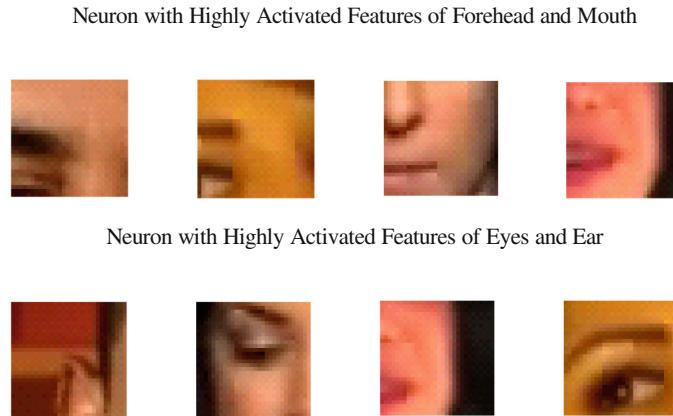 Neuron with Highly Activated Features of Forehead and Mouth
Neuron with Highly Activated Features of Eyes and Ear